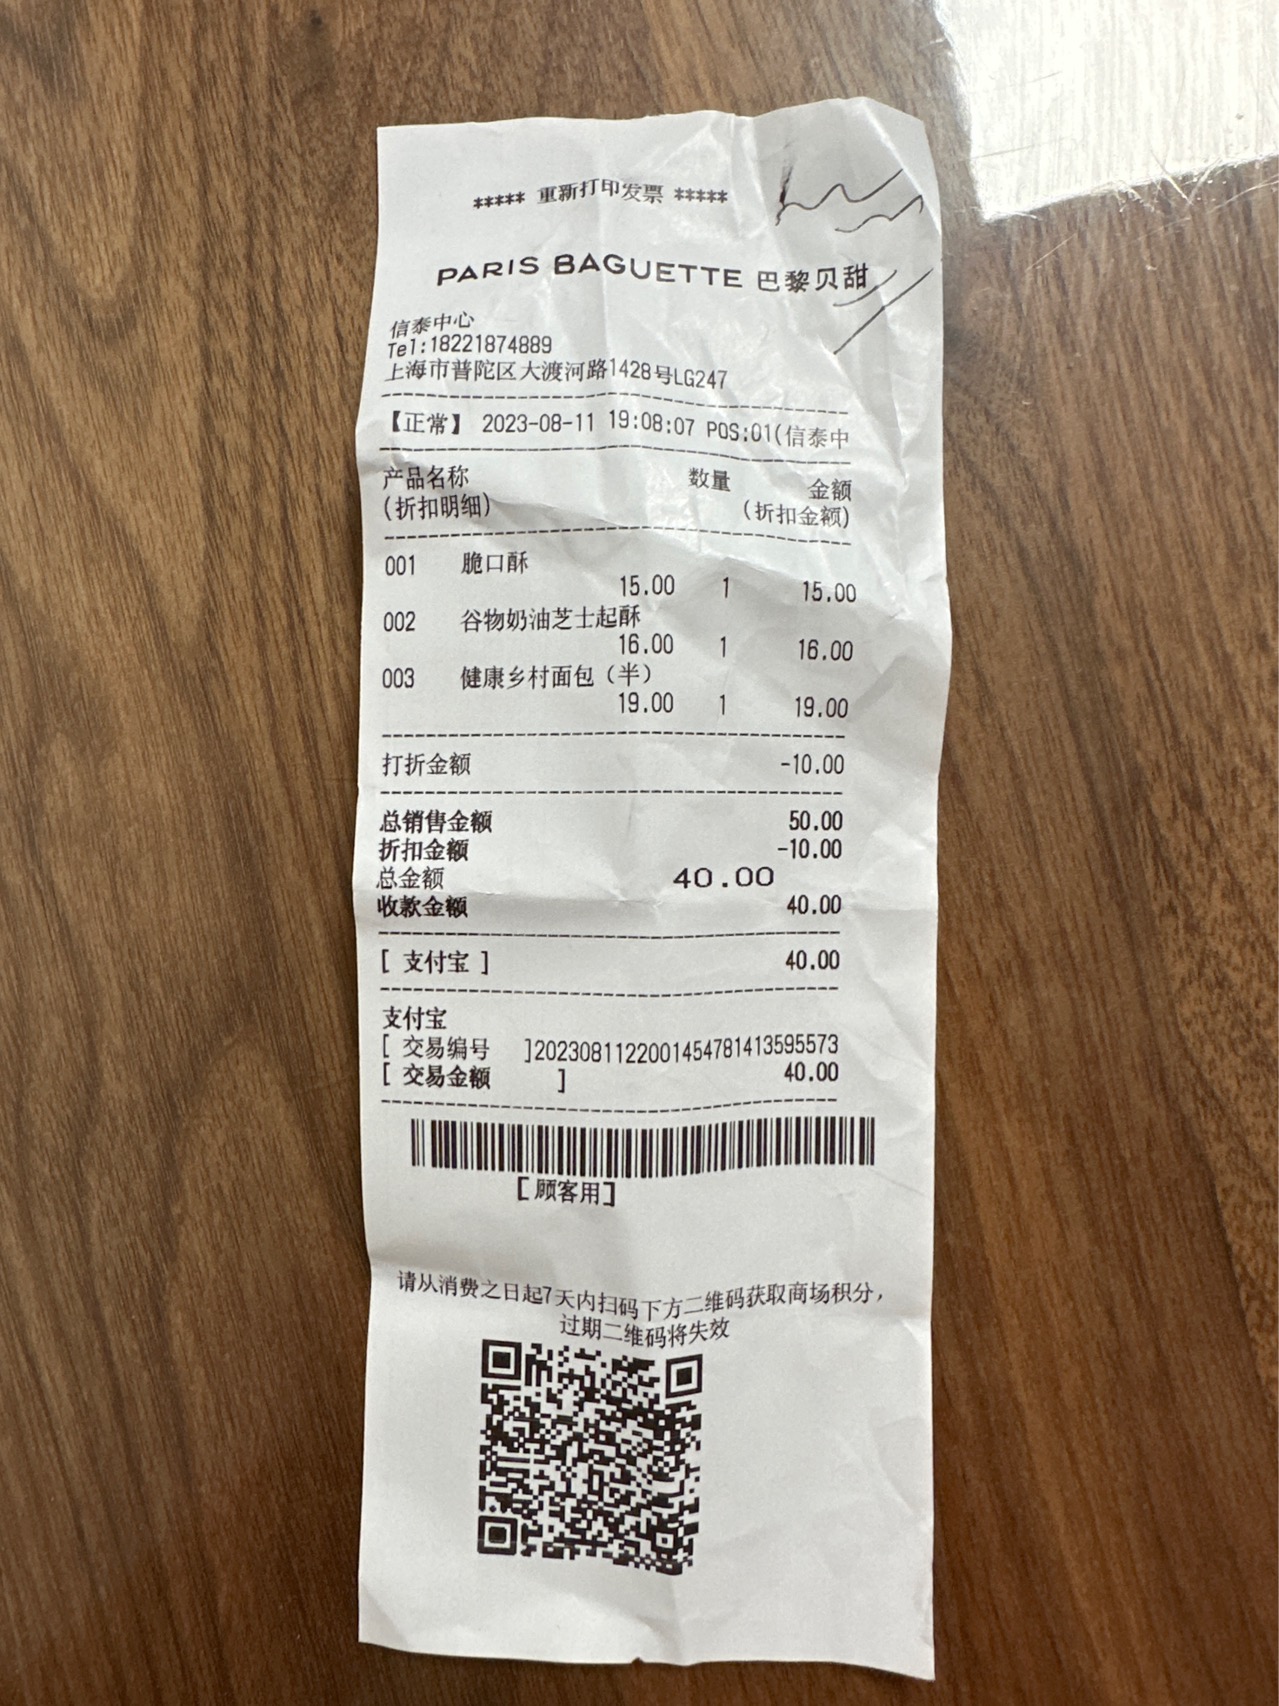 ***** 重新打印发票 *****
PARIS BAGUETTE 巴黎贝甜
信泰中心
Tel:18221874889
上海市普陀区大渡河路1428号LG247
【正常】 2023-08-11 19:08:07 POS:01(信泰中
产品名称 数量 金额
(折扣明细) (折扣金额)
001 脆口酥
15.00 1 15.00
002 谷物奶油芝士起酥
16.00 1 16.00
003 健康乡村面包（半）
19.00 1 19.00
打折金额 -10.00
总销售金额 50.00
折扣金额 -10.00
总金额 40.00
收款金额 40.00
[ 支付宝 ] 40.00
支付宝
[ 交易编号 ]2023081122001454781413595573
[ 交易金额 ] 40.00
[顾客用]
请从消费之日起7天内扫码下方二维码获取商场积分，
过期二维码将失效